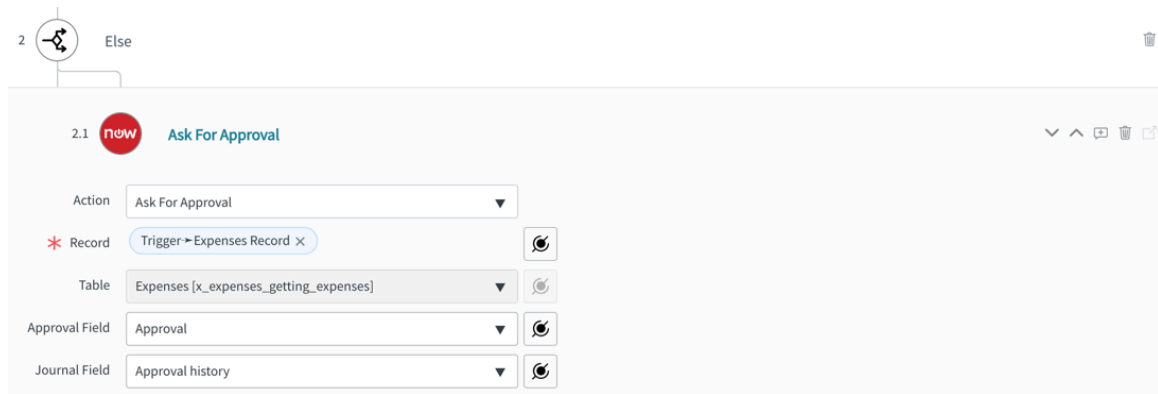 2 Else
2.1 now Ask For Approval
Action Ask For Approval
* Record Trigger➛Expenses Record ×
Table Expenses [x_expenses_getting_expenses]
Approval Field Approval
Journal Field Approval history